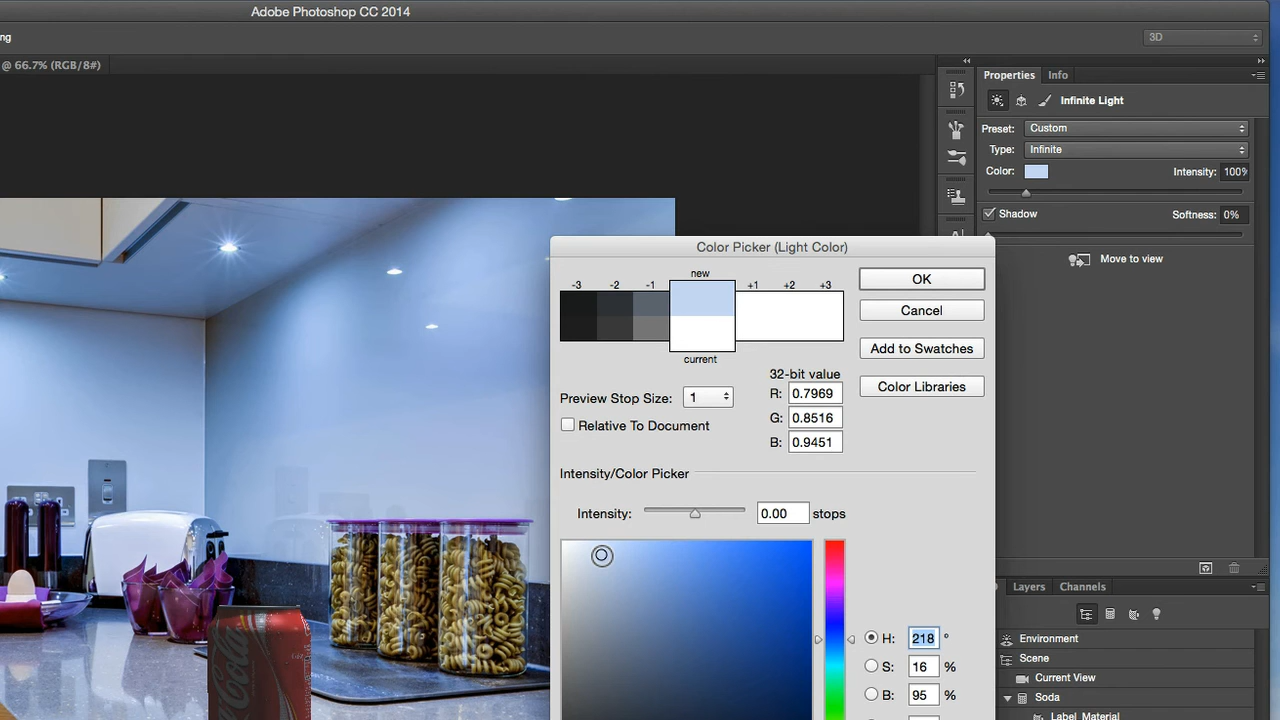 Adobe Photoshop CC 2014
ng
3D
@ 66.7% (RGB/8#)
Properties
Info
Infinite Light
Preset: Custom
Type: Infinite
Color:
Intensity: 100%
Shadow
Softness: 0%
Move to view
Color Picker (Light Color)
new
-3 -2 -1 +1 +2 +3
current
OK
Cancel
Add to Swatches
Color Libraries
32-bit value
R: 0.7969
G: 0.8516
B: 0.9451
Preview Stop Size: 1
Relative To Document
Intensity/Color Picker
Intensity: 0.00 stops
H: 218 °
S: 16 %
B: 95 %
Layers
Channels
Environment
Scene
Current View
Soda
Label_Material
Coca-Cola